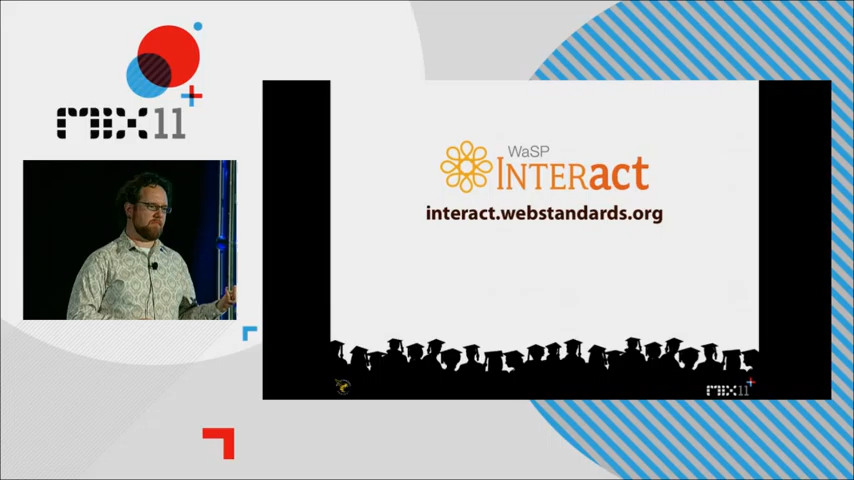 MIX11
WaSP
INTERACT
interact.webstandards.org
MIX11